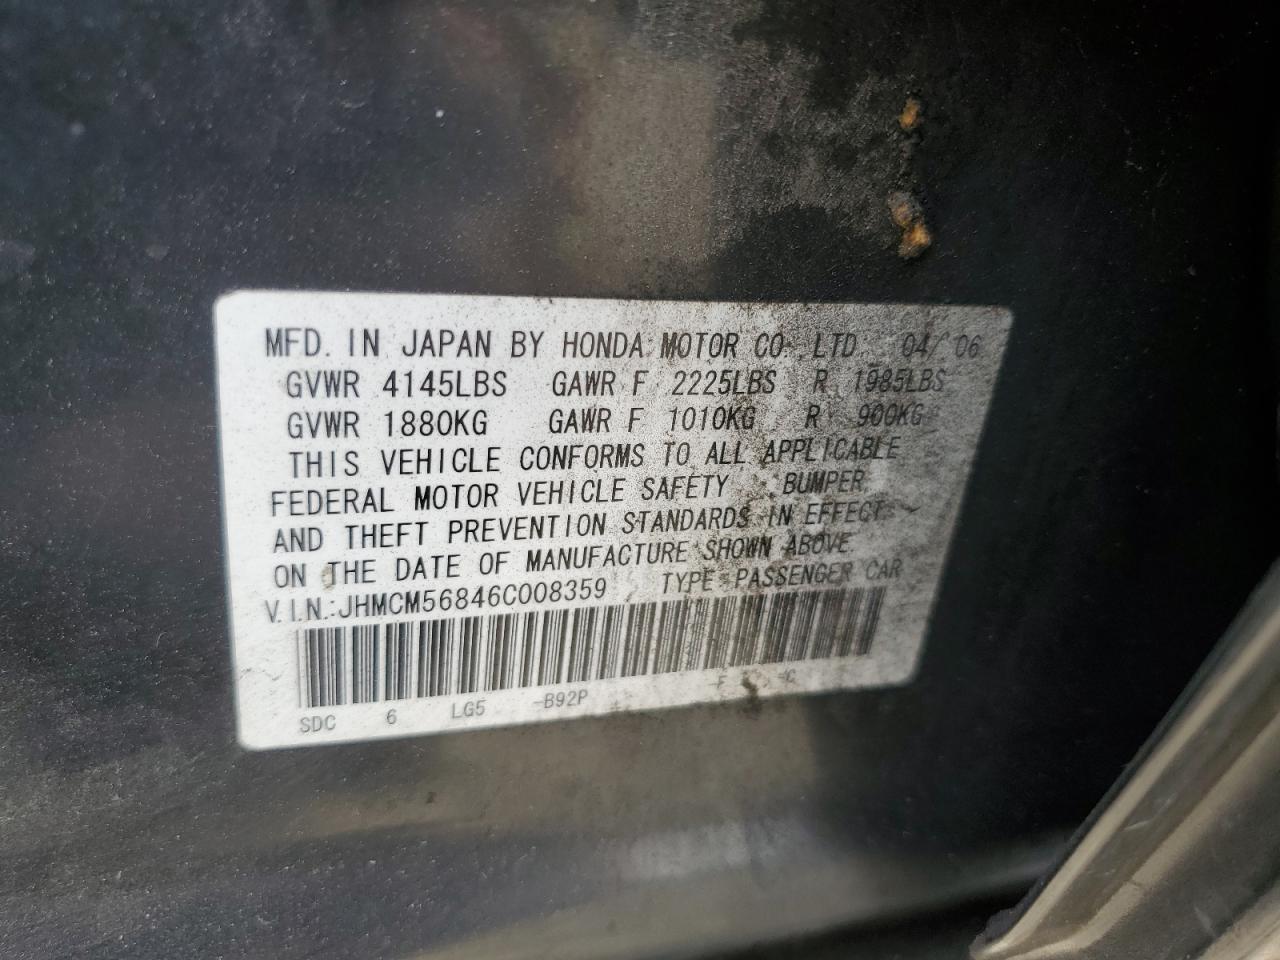 MFD. IN JAPAN BY HONDA MOTOR CO., LTD. 04/ 06
GVWR 4145LBS GAWR F 2225LBS R 1985LBS
GVWR 1880KG GAWR F 1010KG R 900KG
THIS VEHICLE CONFORMS TO ALL APPLICABLE
FEDERAL MOTOR VEHICLE SAFETY , BUMPER,
AND THEFT PREVENTION STANDARDS IN EFFECT
ON THE DATE OF MANUFACTURE SHOWN ABOVE.
V.I.N.:JHMCM56846C008359 TYPE:PASSENGER CAR
SDC 6 LG5 -B92P F -C